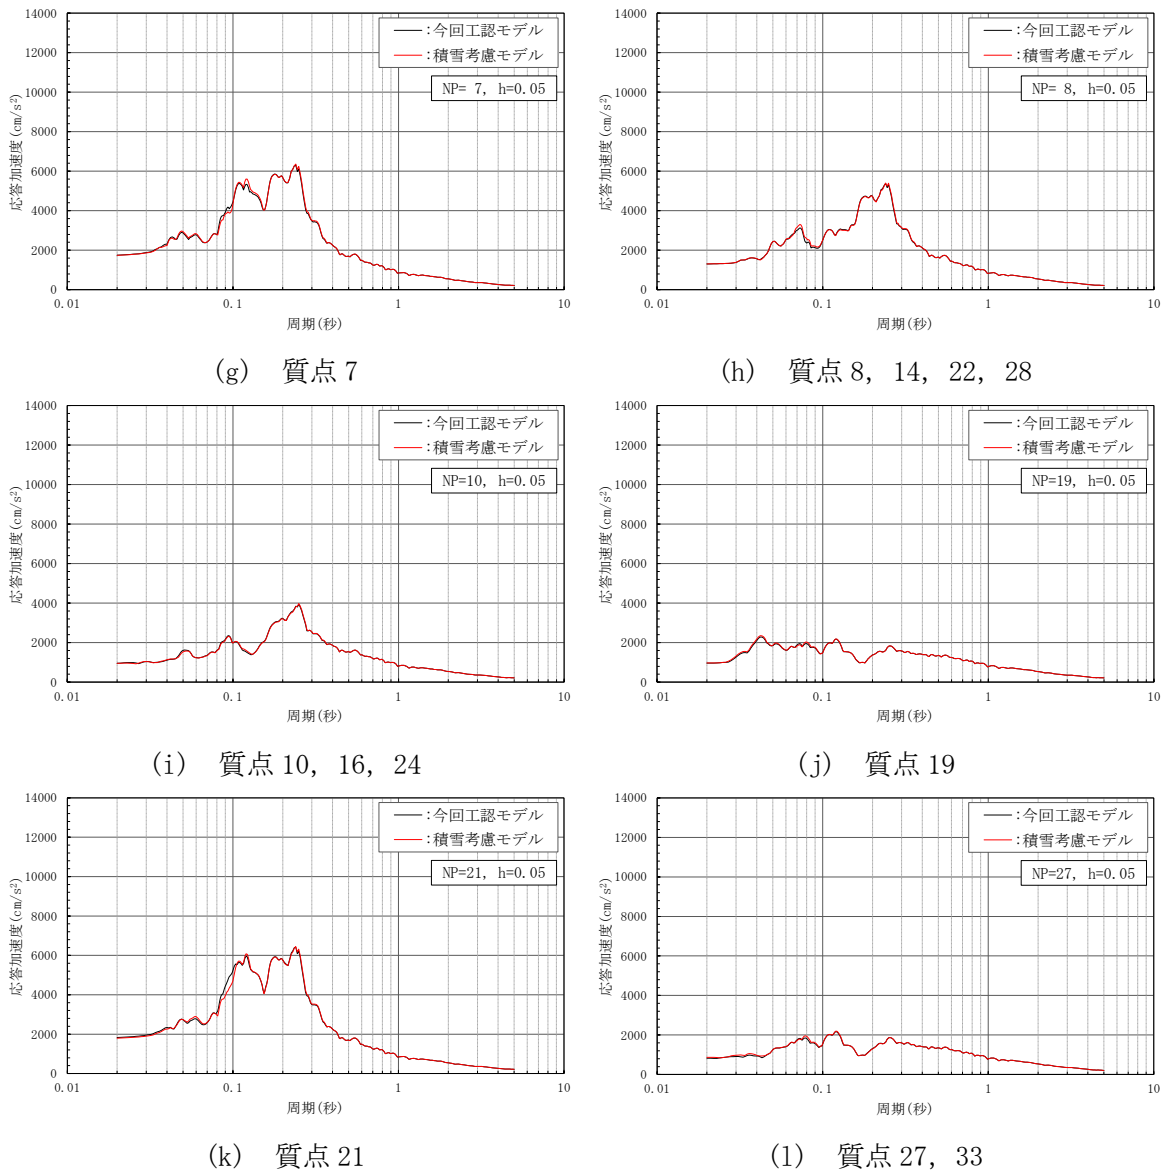 14000
12000
10000
8000
6000
4000
2000
0
応答加速度(cm/s²)
0.01
0.1
1
10
周期(秒)
:今回工認モデル
:積雪考慮モデル
NP= 7, h=0.05
(g) 質点 7
14000
12000
10000
8000
6000
4000
2000
0
応答加速度(cm/s²)
0.01
0.1
1
10
周期(秒)
:今回工認モデル
:積雪考慮モデル
NP= 8, h=0.05
(h) 質点 8, 14, 22, 28
14000
12000
10000
8000
6000
4000
2000
0
応答加速度(cm/s²)
0.01
0.1
1
10
周期(秒)
:今回工認モデル
:積雪考慮モデル
NP=10, h=0.05
(i) 質点 10, 16, 24
14000
12000
10000
8000
6000
4000
2000
0
応答加速度(cm/s²)
0.01
0.1
1
10
周期(秒)
:今回工認モデル
:積雪考慮モデル
NP=19, h=0.05
(j) 質点 19
14000
12000
10000
8000
6000
4000
2000
0
応答加速度(cm/s²)
0.01
0.1
1
10
周期(秒)
:今回工認モデル
:積雪考慮モデル
NP=21, h=0.05
(k) 質点 21
14000
12000
10000
8000
6000
4000
2000
0
応答加速度(cm/s²)
0.01
0.1
1
10
周期(秒)
:今回工認モデル
:積雪考慮モデル
NP=27, h=0.05
(l) 質点 27, 33